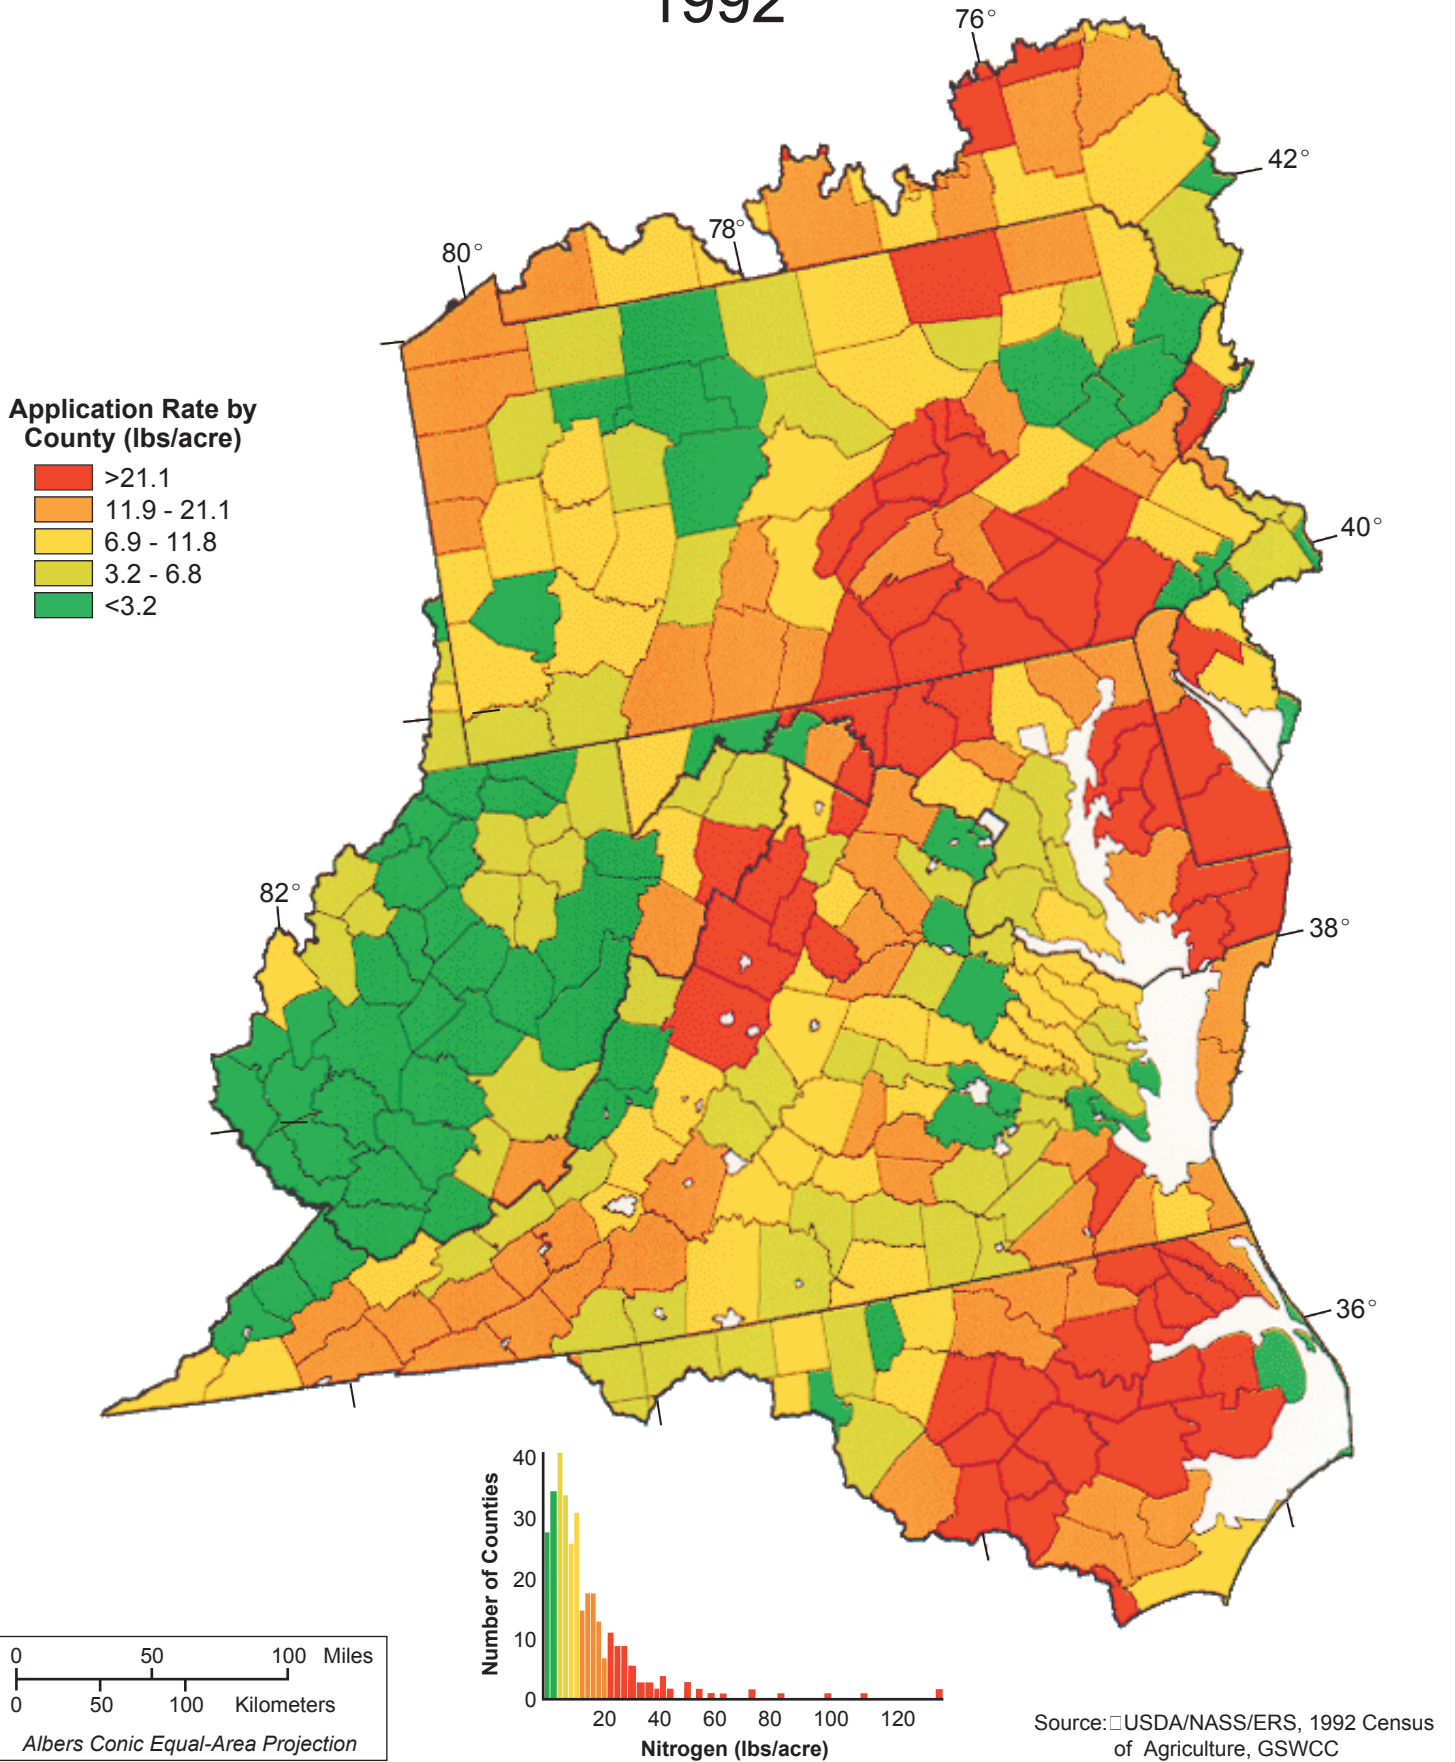 1992
76°
42°
78°
80°
Application Rate by
County (lbs/acre)
>21.1
11.9 - 21.1
6.9 - 11.8
3.2 - 6.8
<3.2
40°
82°
38°
36°
40
30
20
10
0
Number of Counties
20 40 60 80 100 120
Nitrogen (lbs/acre)
0 50 100 Miles
0 50 100 Kilometers
Albers Conic Equal-Area Projection
Source:□USDA/NASS/ERS, 1992 Census
of Agriculture, GSWCC